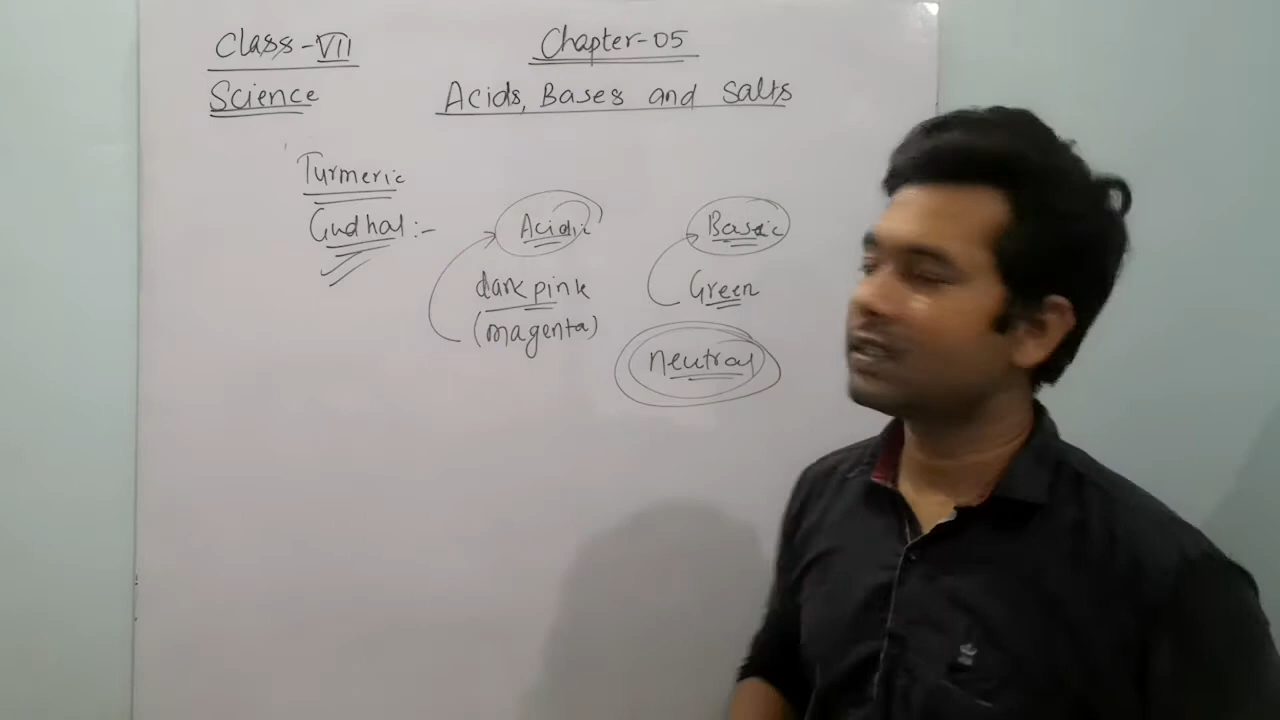 Class-VII
Chapter-05
Science
Acids, Bases and Salts
Turmeric
Gudhal:-
Acidic
Basic
dark pink
Green
(magenta)
neutral